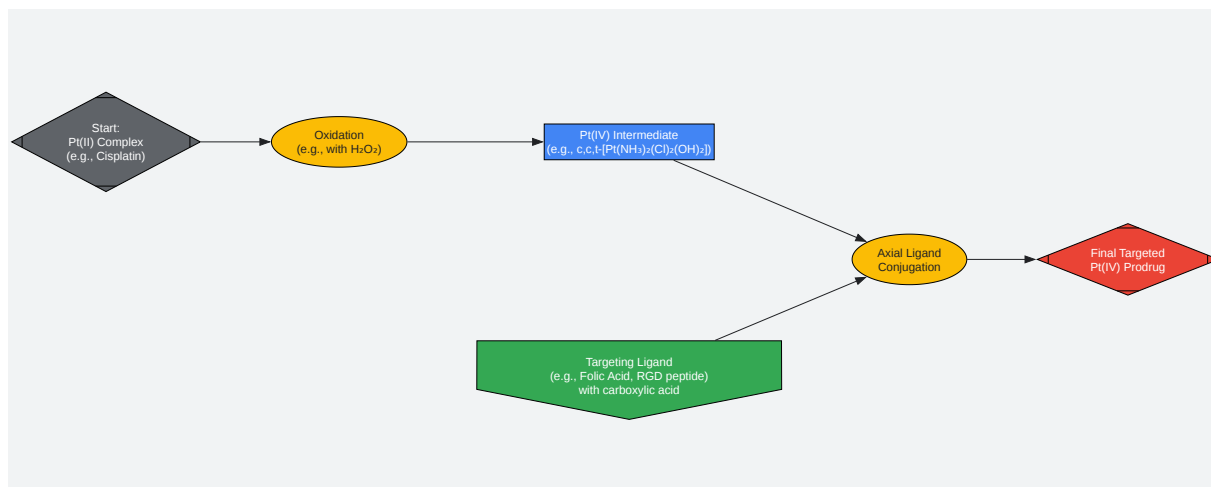 Start:
Pt(II) Complex
(e.g., Cisplatin)
Oxidation
(e.g., with H₂O₂)
Pt(IV) Intermediate
(e.g., c,c,t-[Pt(NH₃)₂(Cl)₂(OH)₂])
Axial Ligand
Conjugation
Final Targeted
Pt(IV) Prodrug
Targeting Ligand
(e.g., Folic Acid, RGD peptide)
with carboxylic acid